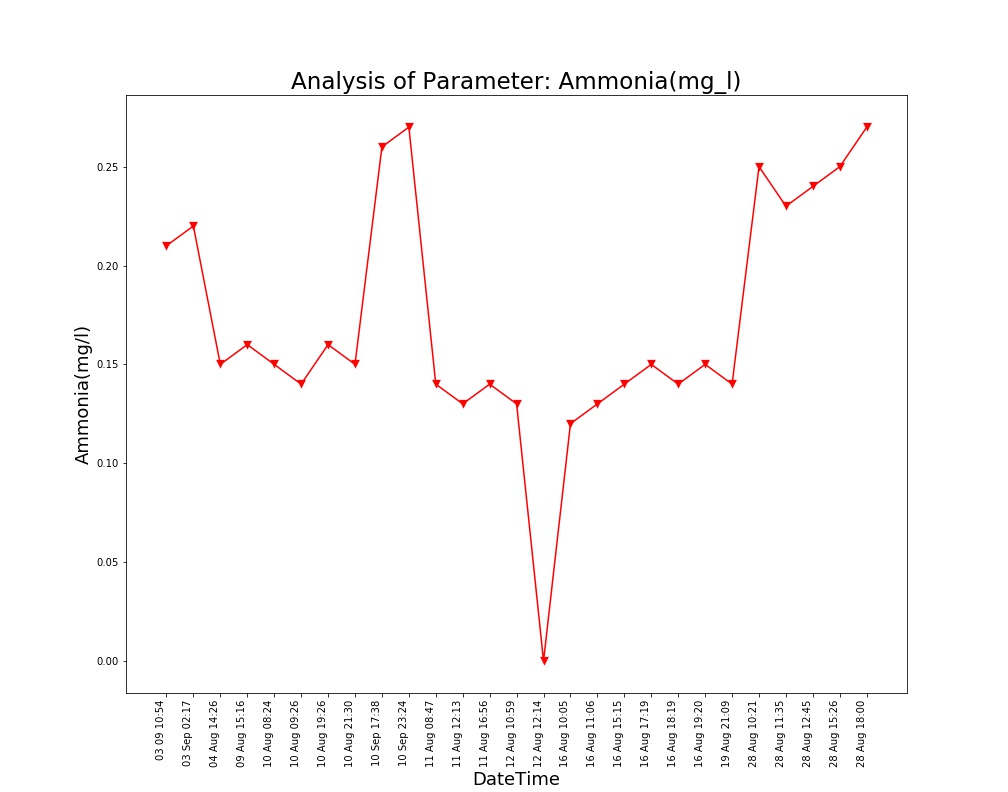 Analysis of Parameter: Ammonia(mg_l)
Ammonia(mg/l)
0.25
0.20
0.15
0.10
0.05
0.00
03 09 10:54
03 Sep 02:17
04 Aug 14:26
09 Aug 15:16
10 Aug 08:24
10 Aug 09:26
10 Aug 19:26
10 Aug 21:30
10 Sep 17:38
10 Sep 23:24
11 Aug 08:47
11 Aug 12:13
11 Aug 16:56
12 Aug 10:59
12 Aug 12:14
16 Aug 10:05
16 Aug 11:06
16 Aug 15:15
16 Aug 17:19
16 Aug 18:19
16 Aug 19:20
19 Aug 21:09
28 Aug 10:21
28 Aug 11:35
28 Aug 12:45
28 Aug 15:26
28 Aug 18:00
DateTime